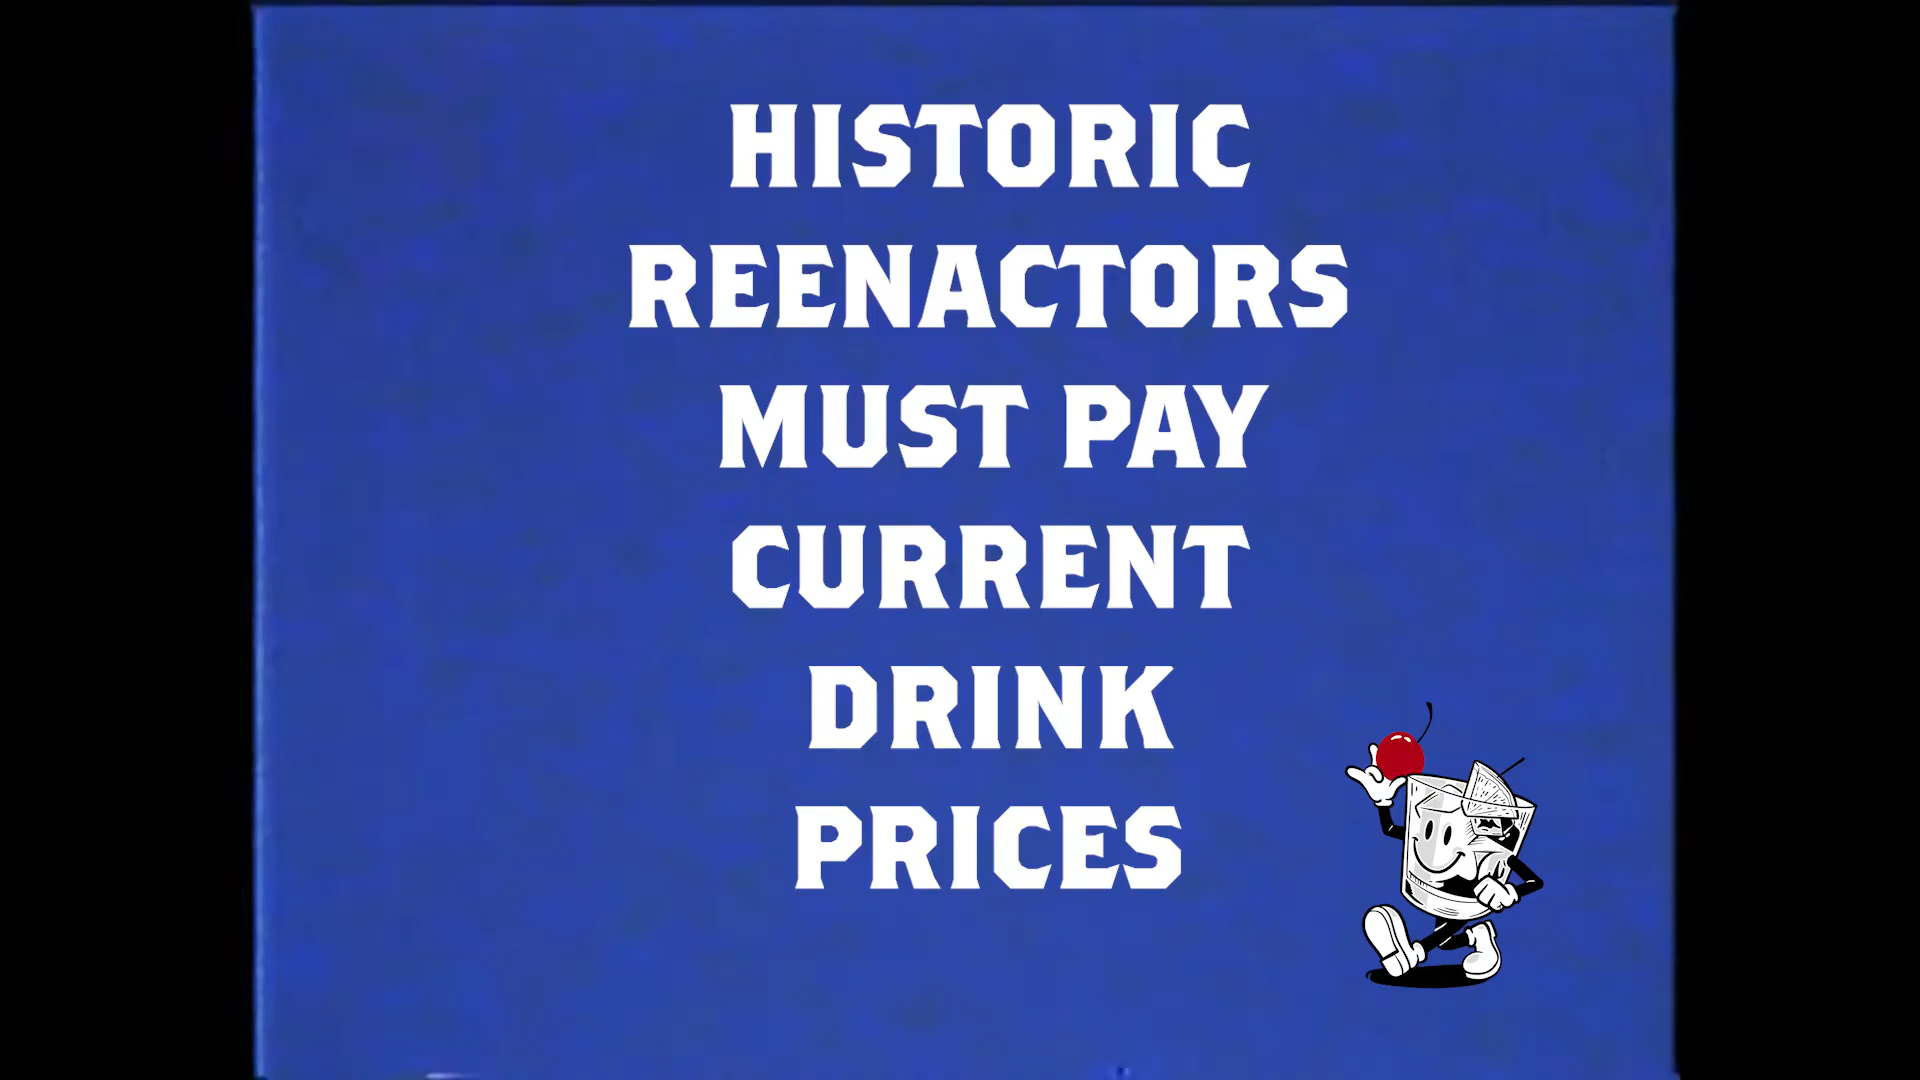 HISTORIC
REENACTORS
MUST PAY
CURRENT
DRINK
PRICES